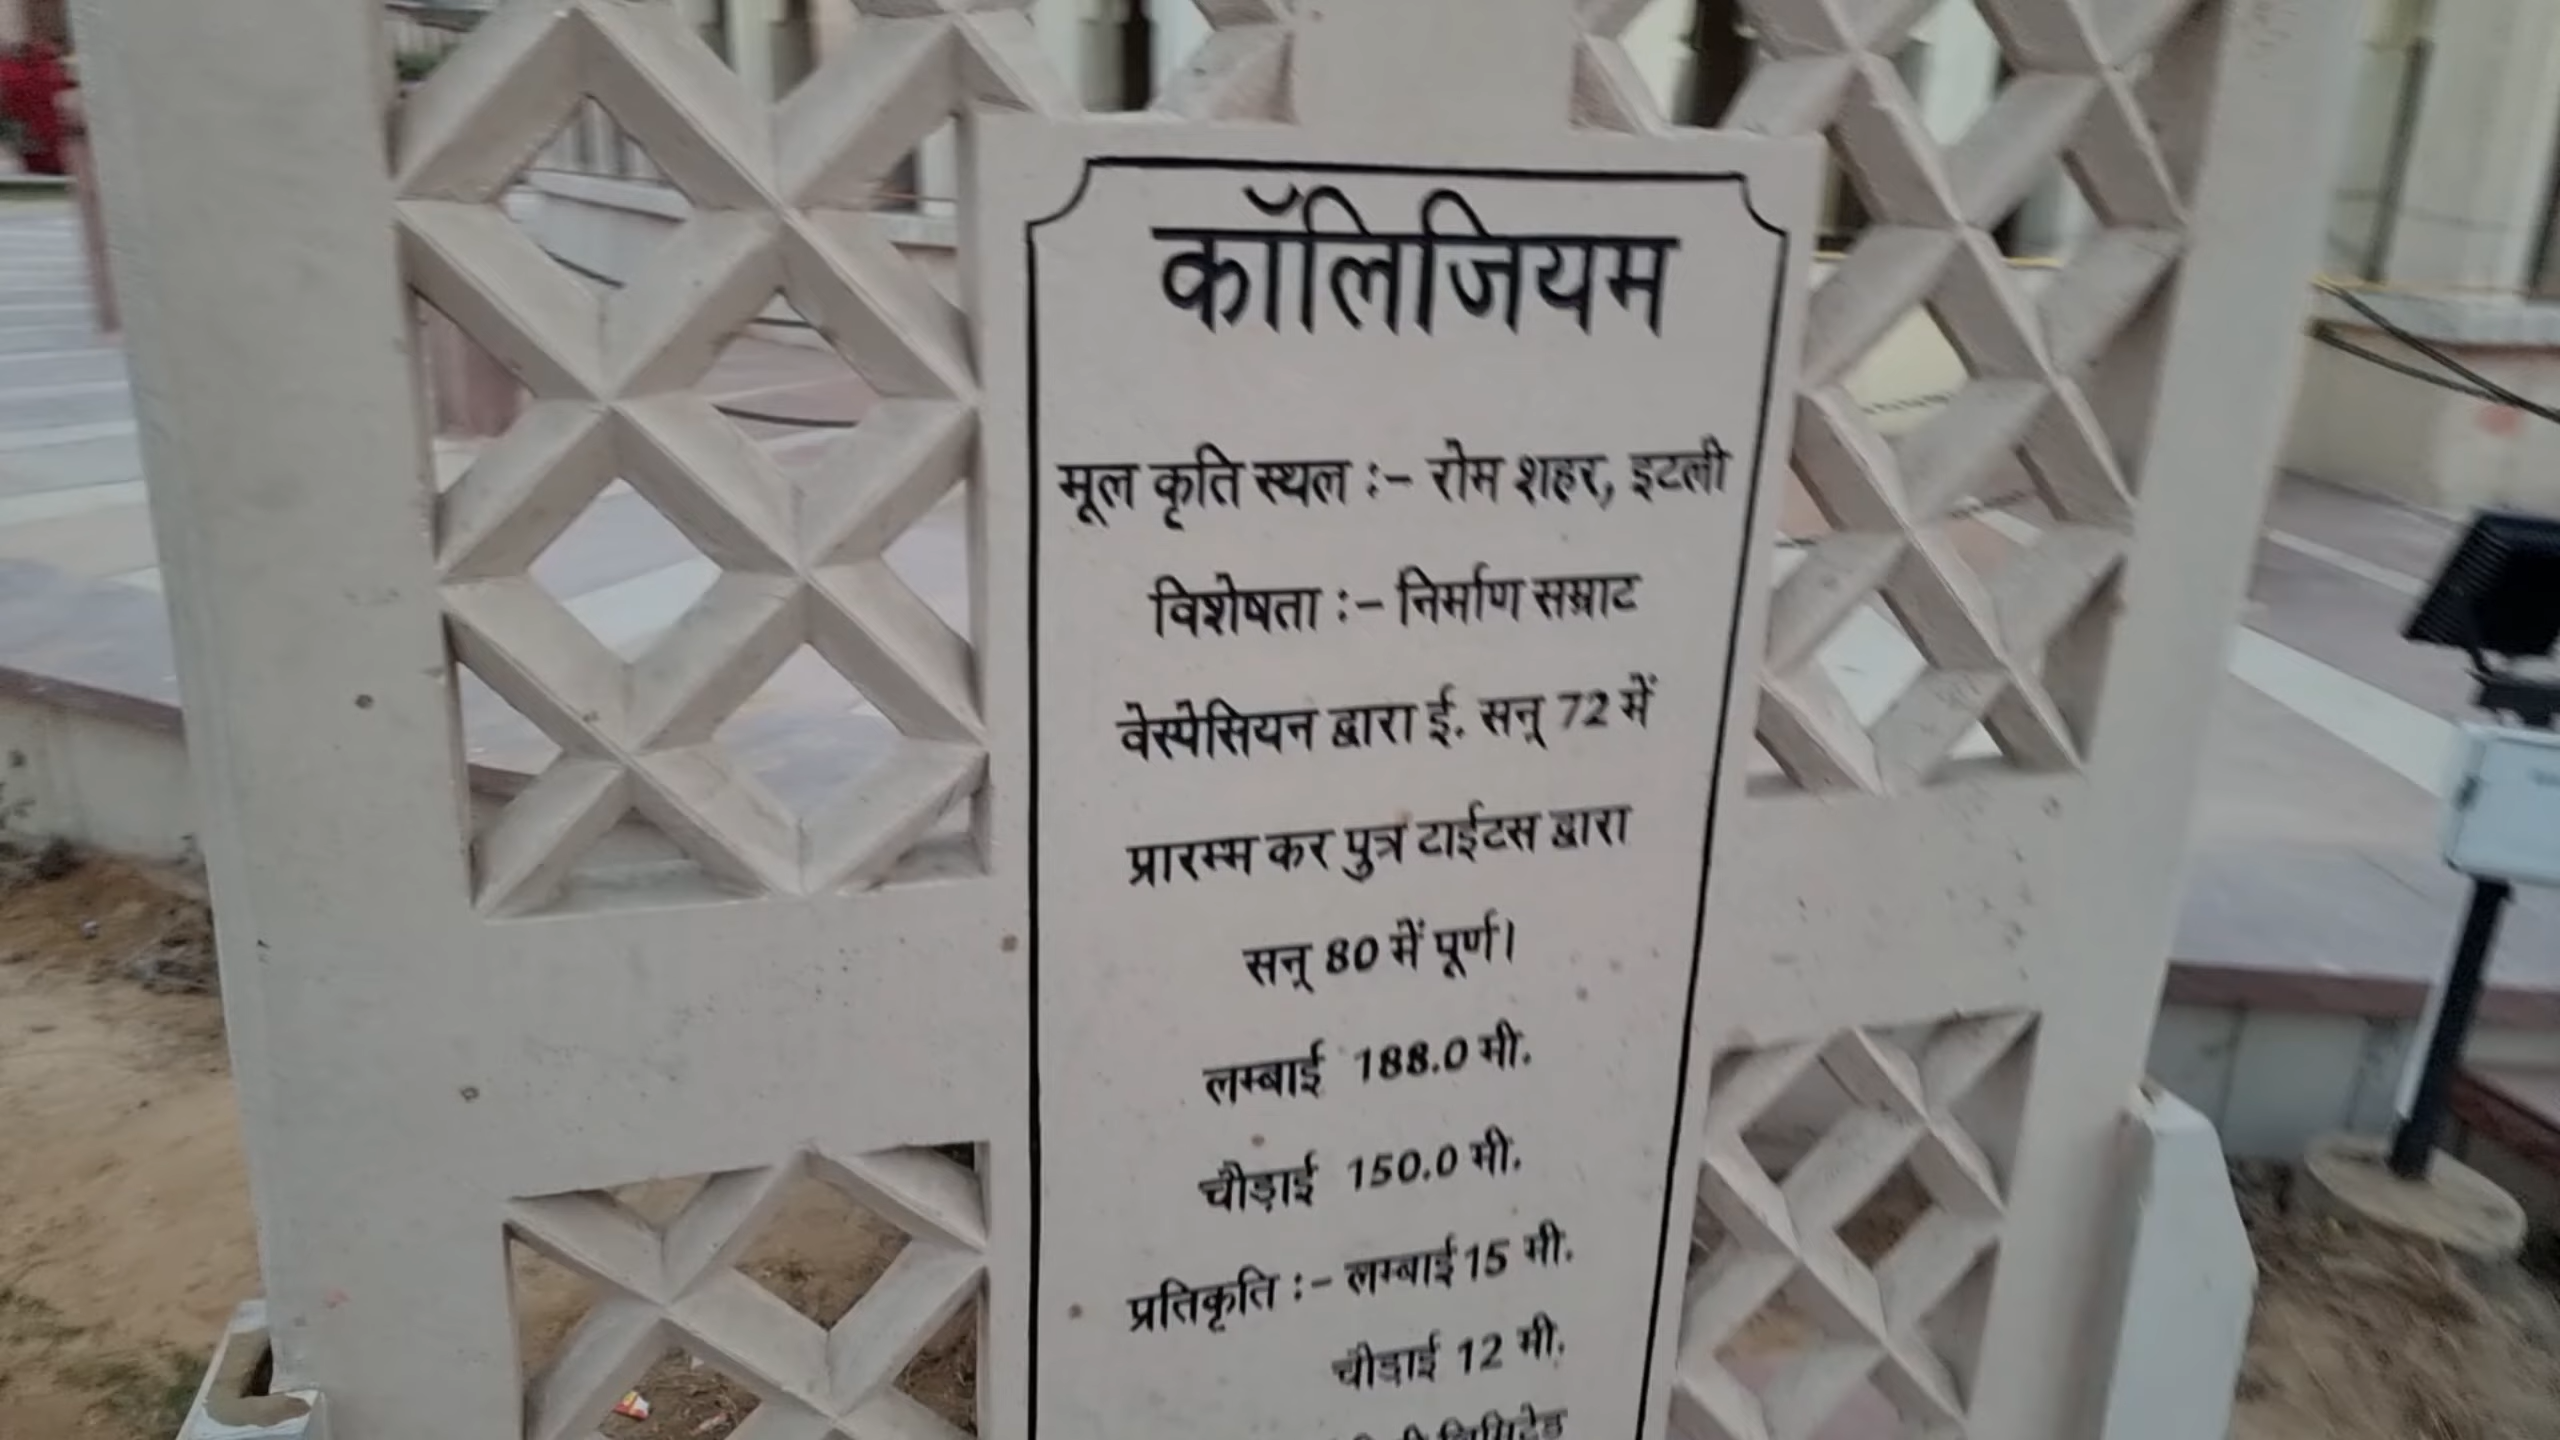 कॉलिजियम
मूल कृति स्थल :– रोम शहर, इटली
विशेषता :– निर्माण सम्राट
वेस्पेसियन द्वारा ई. सन् 72 में
प्रारम्भ कर पुत्र टाईटस द्वारा
सन् 80 में पूर्ण।
लम्बाई 188.0 मी.
चौड़ाई 150.0 मी.
प्रतिकृति :– लम्बाई 15 मी.
चौड़ाई 12 मी.